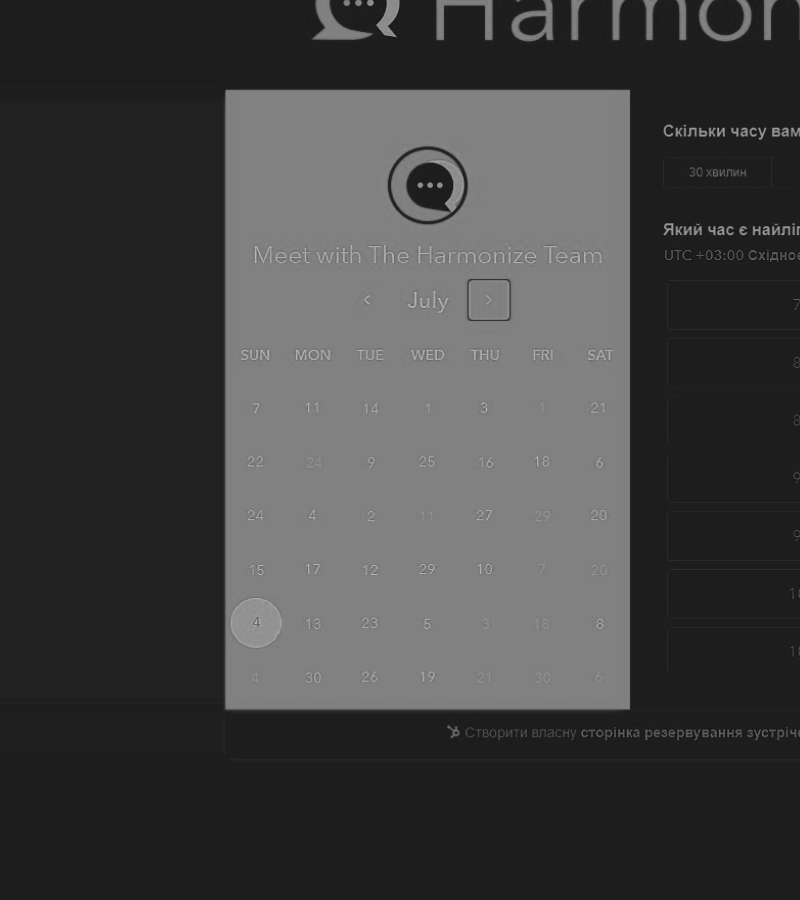 Harmon
Meet with The Harmonize Team
July
SUN MON TUE WED THU FRI SAT
7 11 14 1 3 1 21
22 24 9 25 16 18 6
24 4 2 11 27 29 20
15 17 12 29 10 7 20
4 13 23 5 3 18 8
4 30 26 19 21 30 6
Скільки часу вам
30 хвилин
Який час є найліп
UTC +03:00 Східноє
7
8
8
9
9
10
10
Створити власну сторінка резервування зустріче